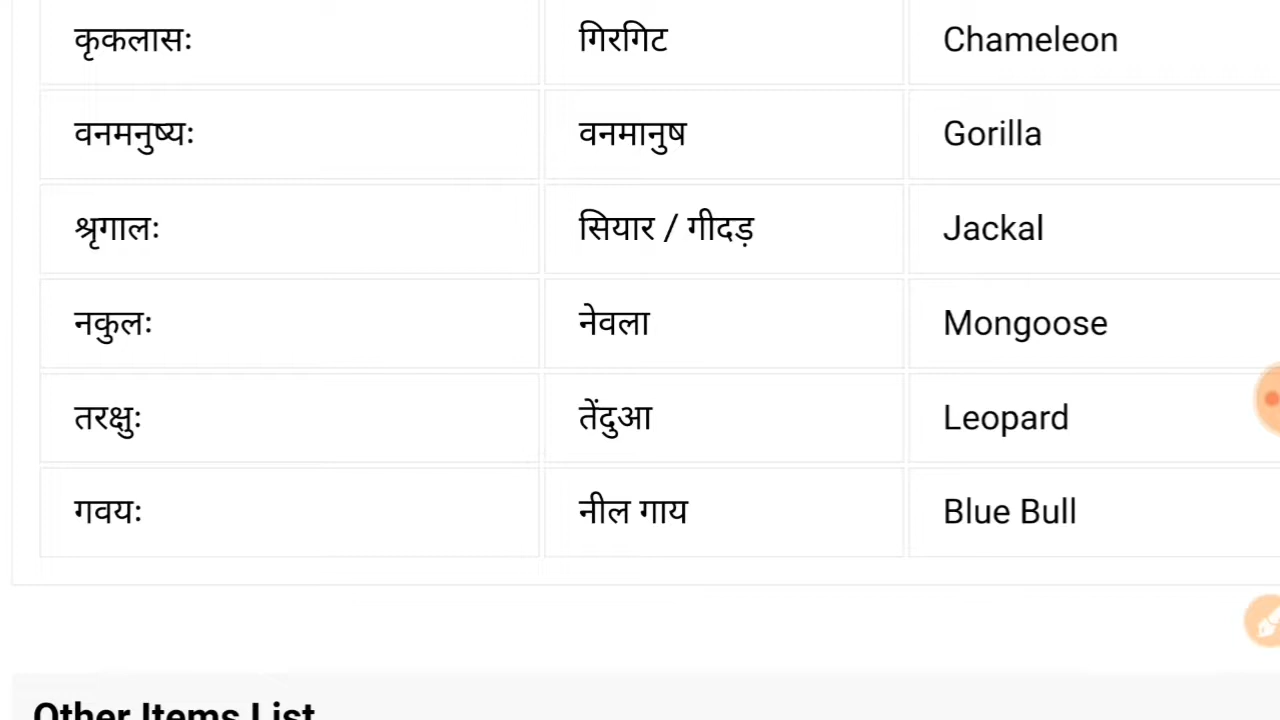 कृकलासः गिरगिट Chameleon
वनमनुष्यः वनमानुष Gorilla
श्रृगालः सियार / गीदड़ Jackal
नकुलः नेवला Mongoose
तरक्षुः तेंदुआ Leopard
गवयः नील गाय Blue Bull
Other Items List